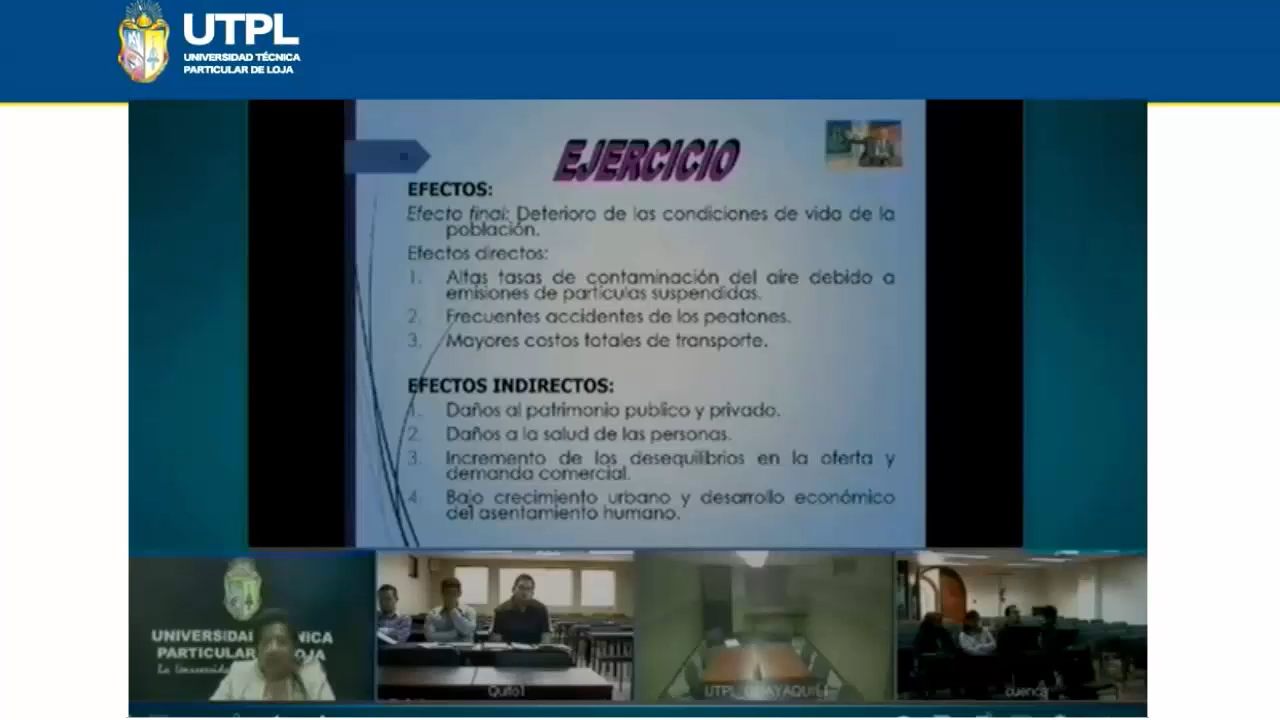 UTPL
UNIVERSIDAD TÉCNICA
PARTICULAR DE LOJA
EJERCICIO
EFECTOS:
Efecto final: Deterioro de las condiciones de vida de la
población.
Efectos directos:
1. Altas tasas de contaminación del aire debido a
emisiones de partículas suspendidas.
2. Frecuentes accidentes de los peatones.
3. Mayores costos totales de transporte.
EFECTOS INDIRECTOS:
1. Daños al patrimonio publico y privado.
2. Daños a la salud de las personas.
3. Incremento de los desequilibrios en la oferta y
demanda comercial.
4. Bajo crecimiento urbano y desarrollo económico
del asentamiento humano.
PARTICULAR
La
Quito1
UTPL
cuenca